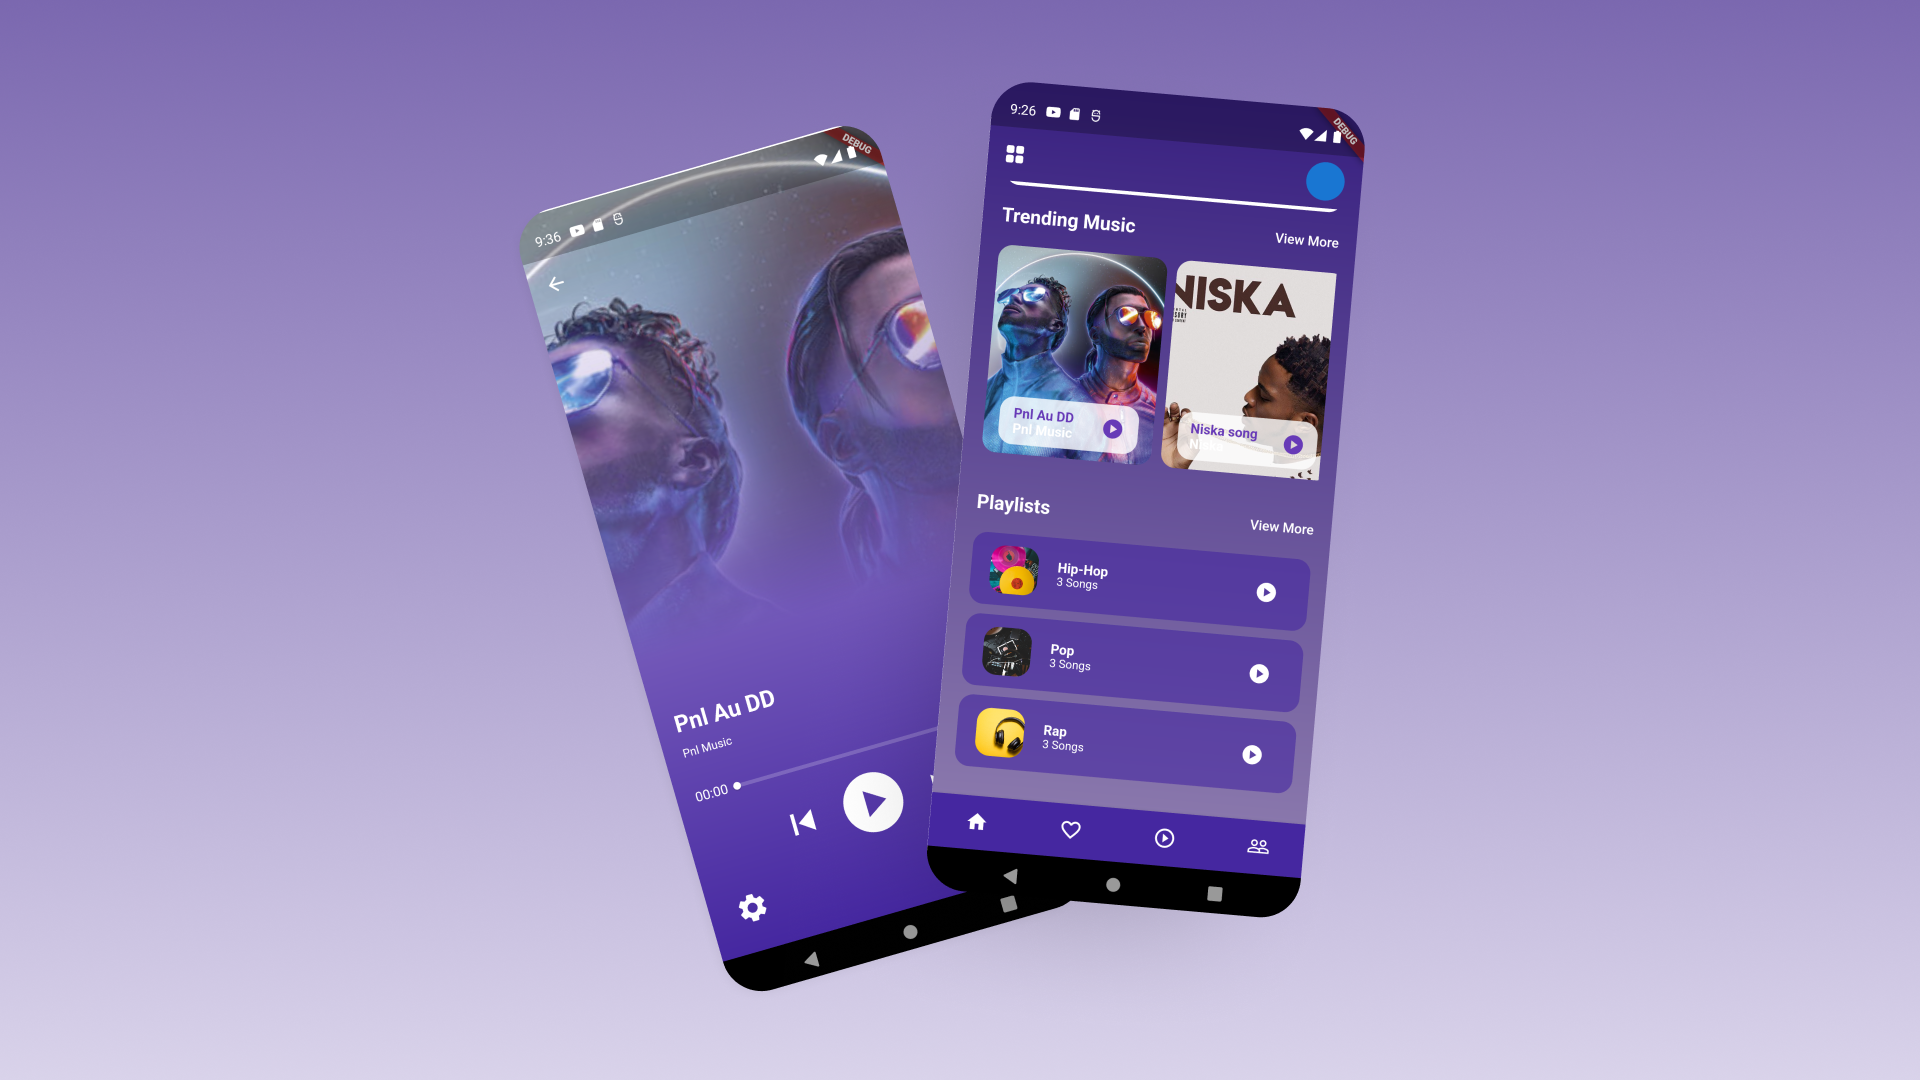 9:36
DEBUG
Pnl Au DD
Pnl Music
00:00
9:26
DEBUG
Trending Music
View More
NISKA
Pnl Au DD
Pnl Music
Niska song
Playlists
View More
Hip-Hop
3 Songs
Pop
3 Songs
Rap
3 Songs